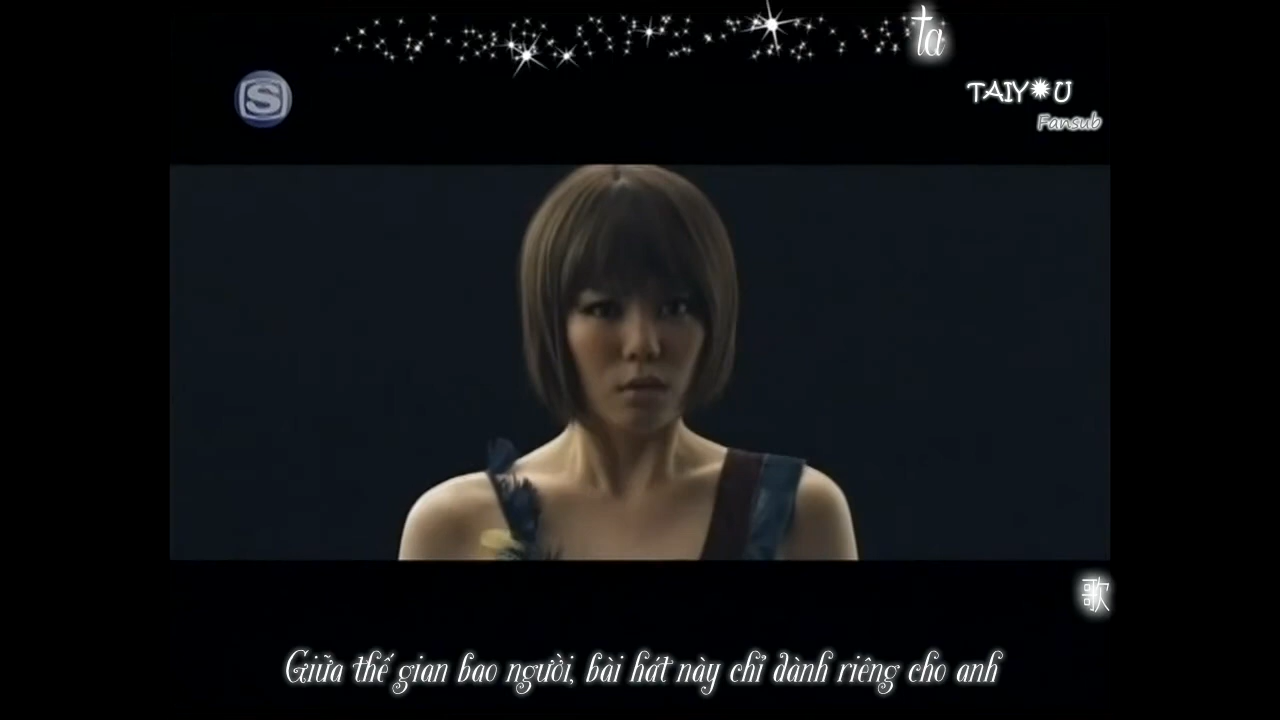 ta
S
TAIY✹U
Fansub
歌
Giữa thế gian bao người, bài hát này chỉ dành riêng cho anh